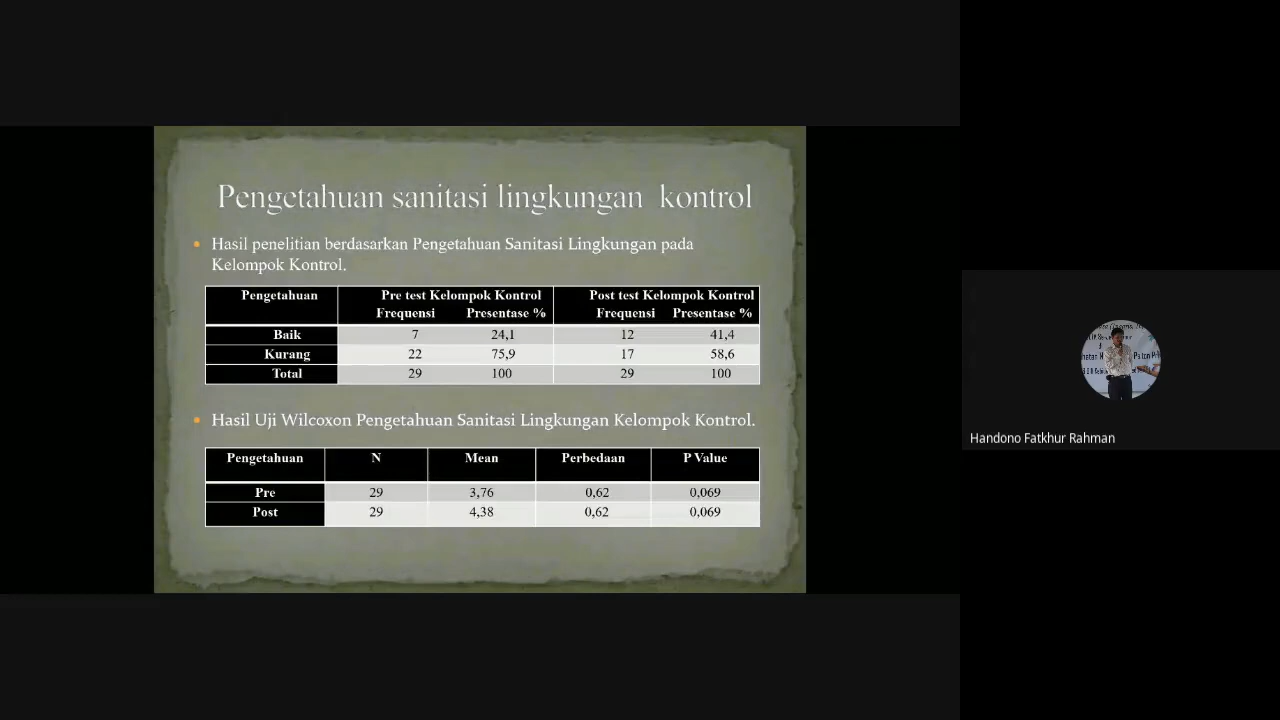 Pengetahuan sanitasi lingkungan kontrol
Hasil penelitian berdasarkan Pengetahuan Sanitasi Lingkungan pada
Kelompok Kontrol.
Pengetahuan Pre test Kelompok Kontrol Post test Kelompok Kontrol
Frekuensi Presentase % Frekuensi Presentase %
Baik 7 24,1 12 41,4
Kurang 22 75,9 17 58,6
Total 29 100 29 100
Hasil Uji Wilcoxon Pengetahuan Sanitasi Lingkungan Kelompok Kontrol.
Pengetahuan N Mean Perbedaan P Value
Pre 29 3,76 0,62 0,069
Post 29 4,38 0,62 0,069
Handono Fatkhur Rahman